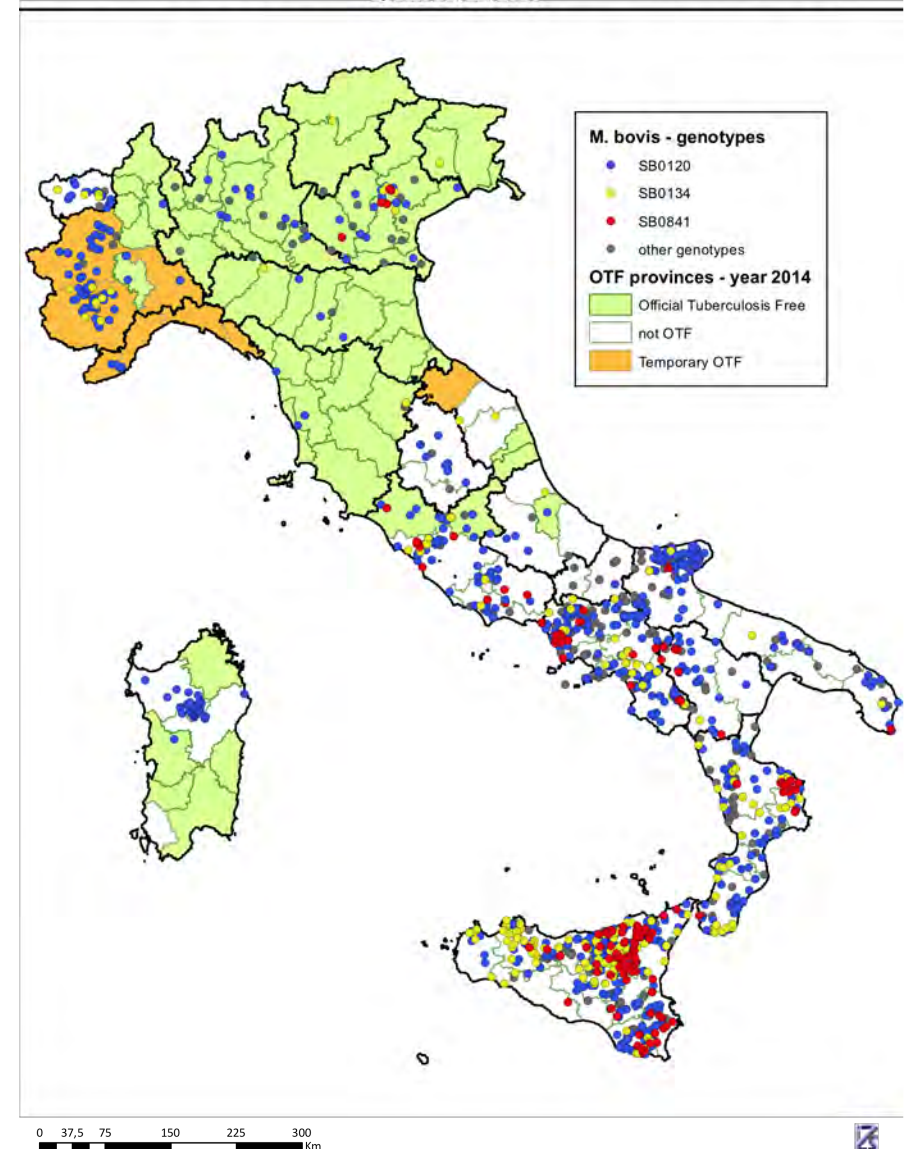 M. bovis - genotypes
SB0120
SB0134
SB0841
other genotypes
OTF provinces - year 2014
Official Tuberculosis Free
not OTF
Temporary OTF
0 37,5 75 150 225 300
Km